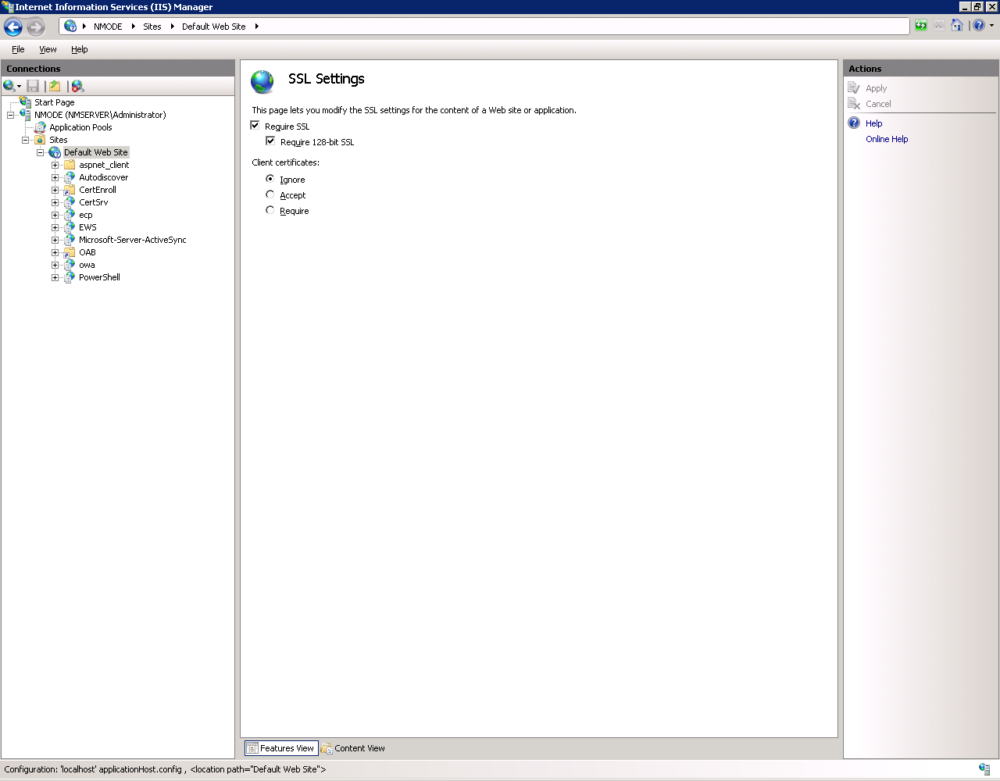 Internet Information Services (IIS) Manager
NMODE Sites Default Web Site
File View Help
Connections
Start Page
NMODE (NMSERVER\Administrator)
Application Pools
Sites
Default Web Site
aspnet_client
Autodiscover
CertEnroll
CertSrv
ecp
EWS
Microsoft-Server-ActiveSync
OAB
owa
PowerShell
SSL Settings
This page lets you modify the SSL settings for the content of a Web site or application.
Require SSL
Require 128-bit SSL
Client certificates:
Ignore
Accept
Require
Features View Content View
Actions
Apply
Cancel
Help
Online Help
Configuration: 'localhost' applicationHost.config , <location path="Default Web Site">